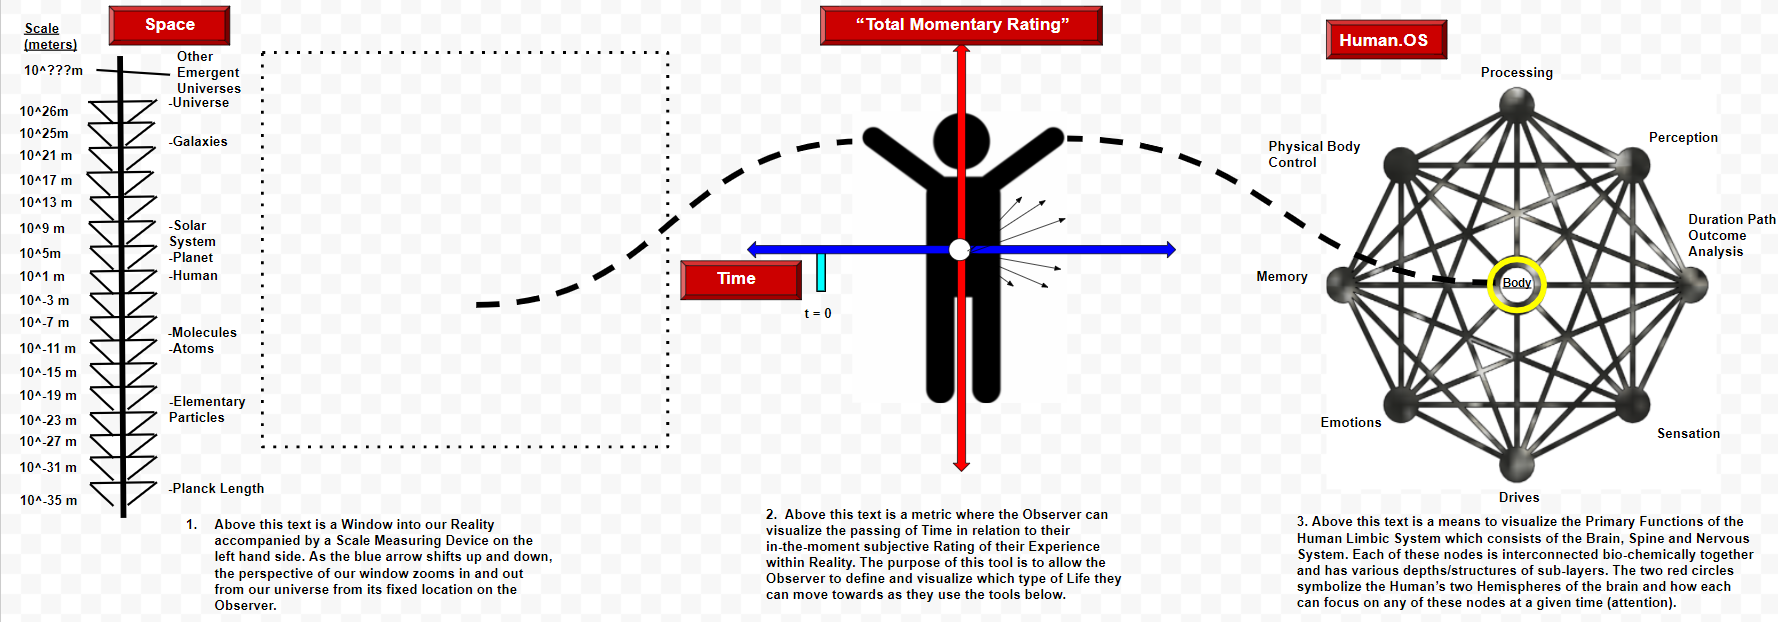 Scale
(meters)
Space
10^???m
Other
Emergent
Universes
-Universe
10^26m
10^25m
-Galaxies
10^21 m
10^17 m
10^13 m
10^9 m
-Solar
System
10^5m
-Planet
10^1 m
-Human
10^-3 m
10^-7 m
-Molecules
10^-11 m
-Atoms
10^-15 m
10^-19 m
-Elementary
Particles
10^-23 m
10^-27 m
10^-31 m
-Planck Length
10^-35 m
1. Above this text is a Window into our Reality
accompanied by a Scale Measuring Device on the
left hand side. As the blue arrow shifts up and down,
the perspective of our window zooms in and out
from our universe from its fixed location on the
Observer.
“Total Momentary Rating”
Time
t = 0
2. Above this text is a metric where the Observer can
visualize the passing of Time in relation to their
in-the-moment subjective Rating of their Experience
within Reality. The purpose of this tool is to allow the
Observer to define and visualize which type of Life they
can move towards as they use the tools below.
Human.OS
Processing
Perception
Physical Body
Control
Duration Path
Outcome
Analysis
Memory
Body
Emotions
Sensation
Drives
3. Above this text is a means to visualize the Primary Functions of the
Human Limbic System which consists of the Brain, Spine and Nervous
System. Each of these nodes is interconnected bio-chemically together
and has various depths/structures of sub-layers. The two red circles
symbolize the Human's two Hemispheres of the brain and how each
can focus on any of these nodes at a given time (attention).